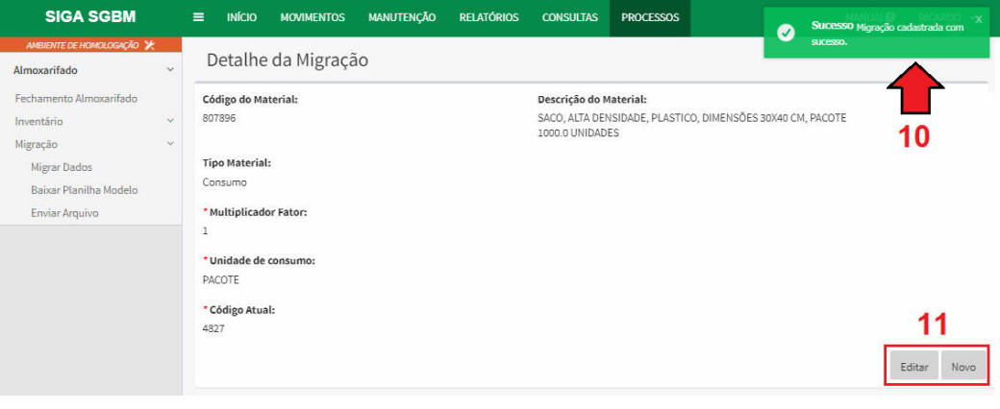 SIGA SGBM
INÍCIO MOVIMENTOS MANUTENÇÃO RELATÓRIOS CONSULTAS PROCESSOS
MANUAL RICARDO
Sucesso Migração cadastrada com sucesso.
x
AMBIENTE DE HOMOLOGAÇÃO
Almoxarifado
Fechamento Almoxarifado
Inventário
Migração
Migrar Dados
Baixar Planilha Modelo
Enviar Arquivo
Detalhe da Migração
10
Código do Material:
807896
Descrição do Material:
SACO, ALTA DENSIDADE, PLASTICO, DIMENSÕES 30X40 CM, PACOTE
1000.0 UNIDADES
Tipo Material:
Consumo
* Multiplicador Fator:
1
* Unidade de consumo:
PACOTE
* Código Atual:
4827
11
Editar Novo